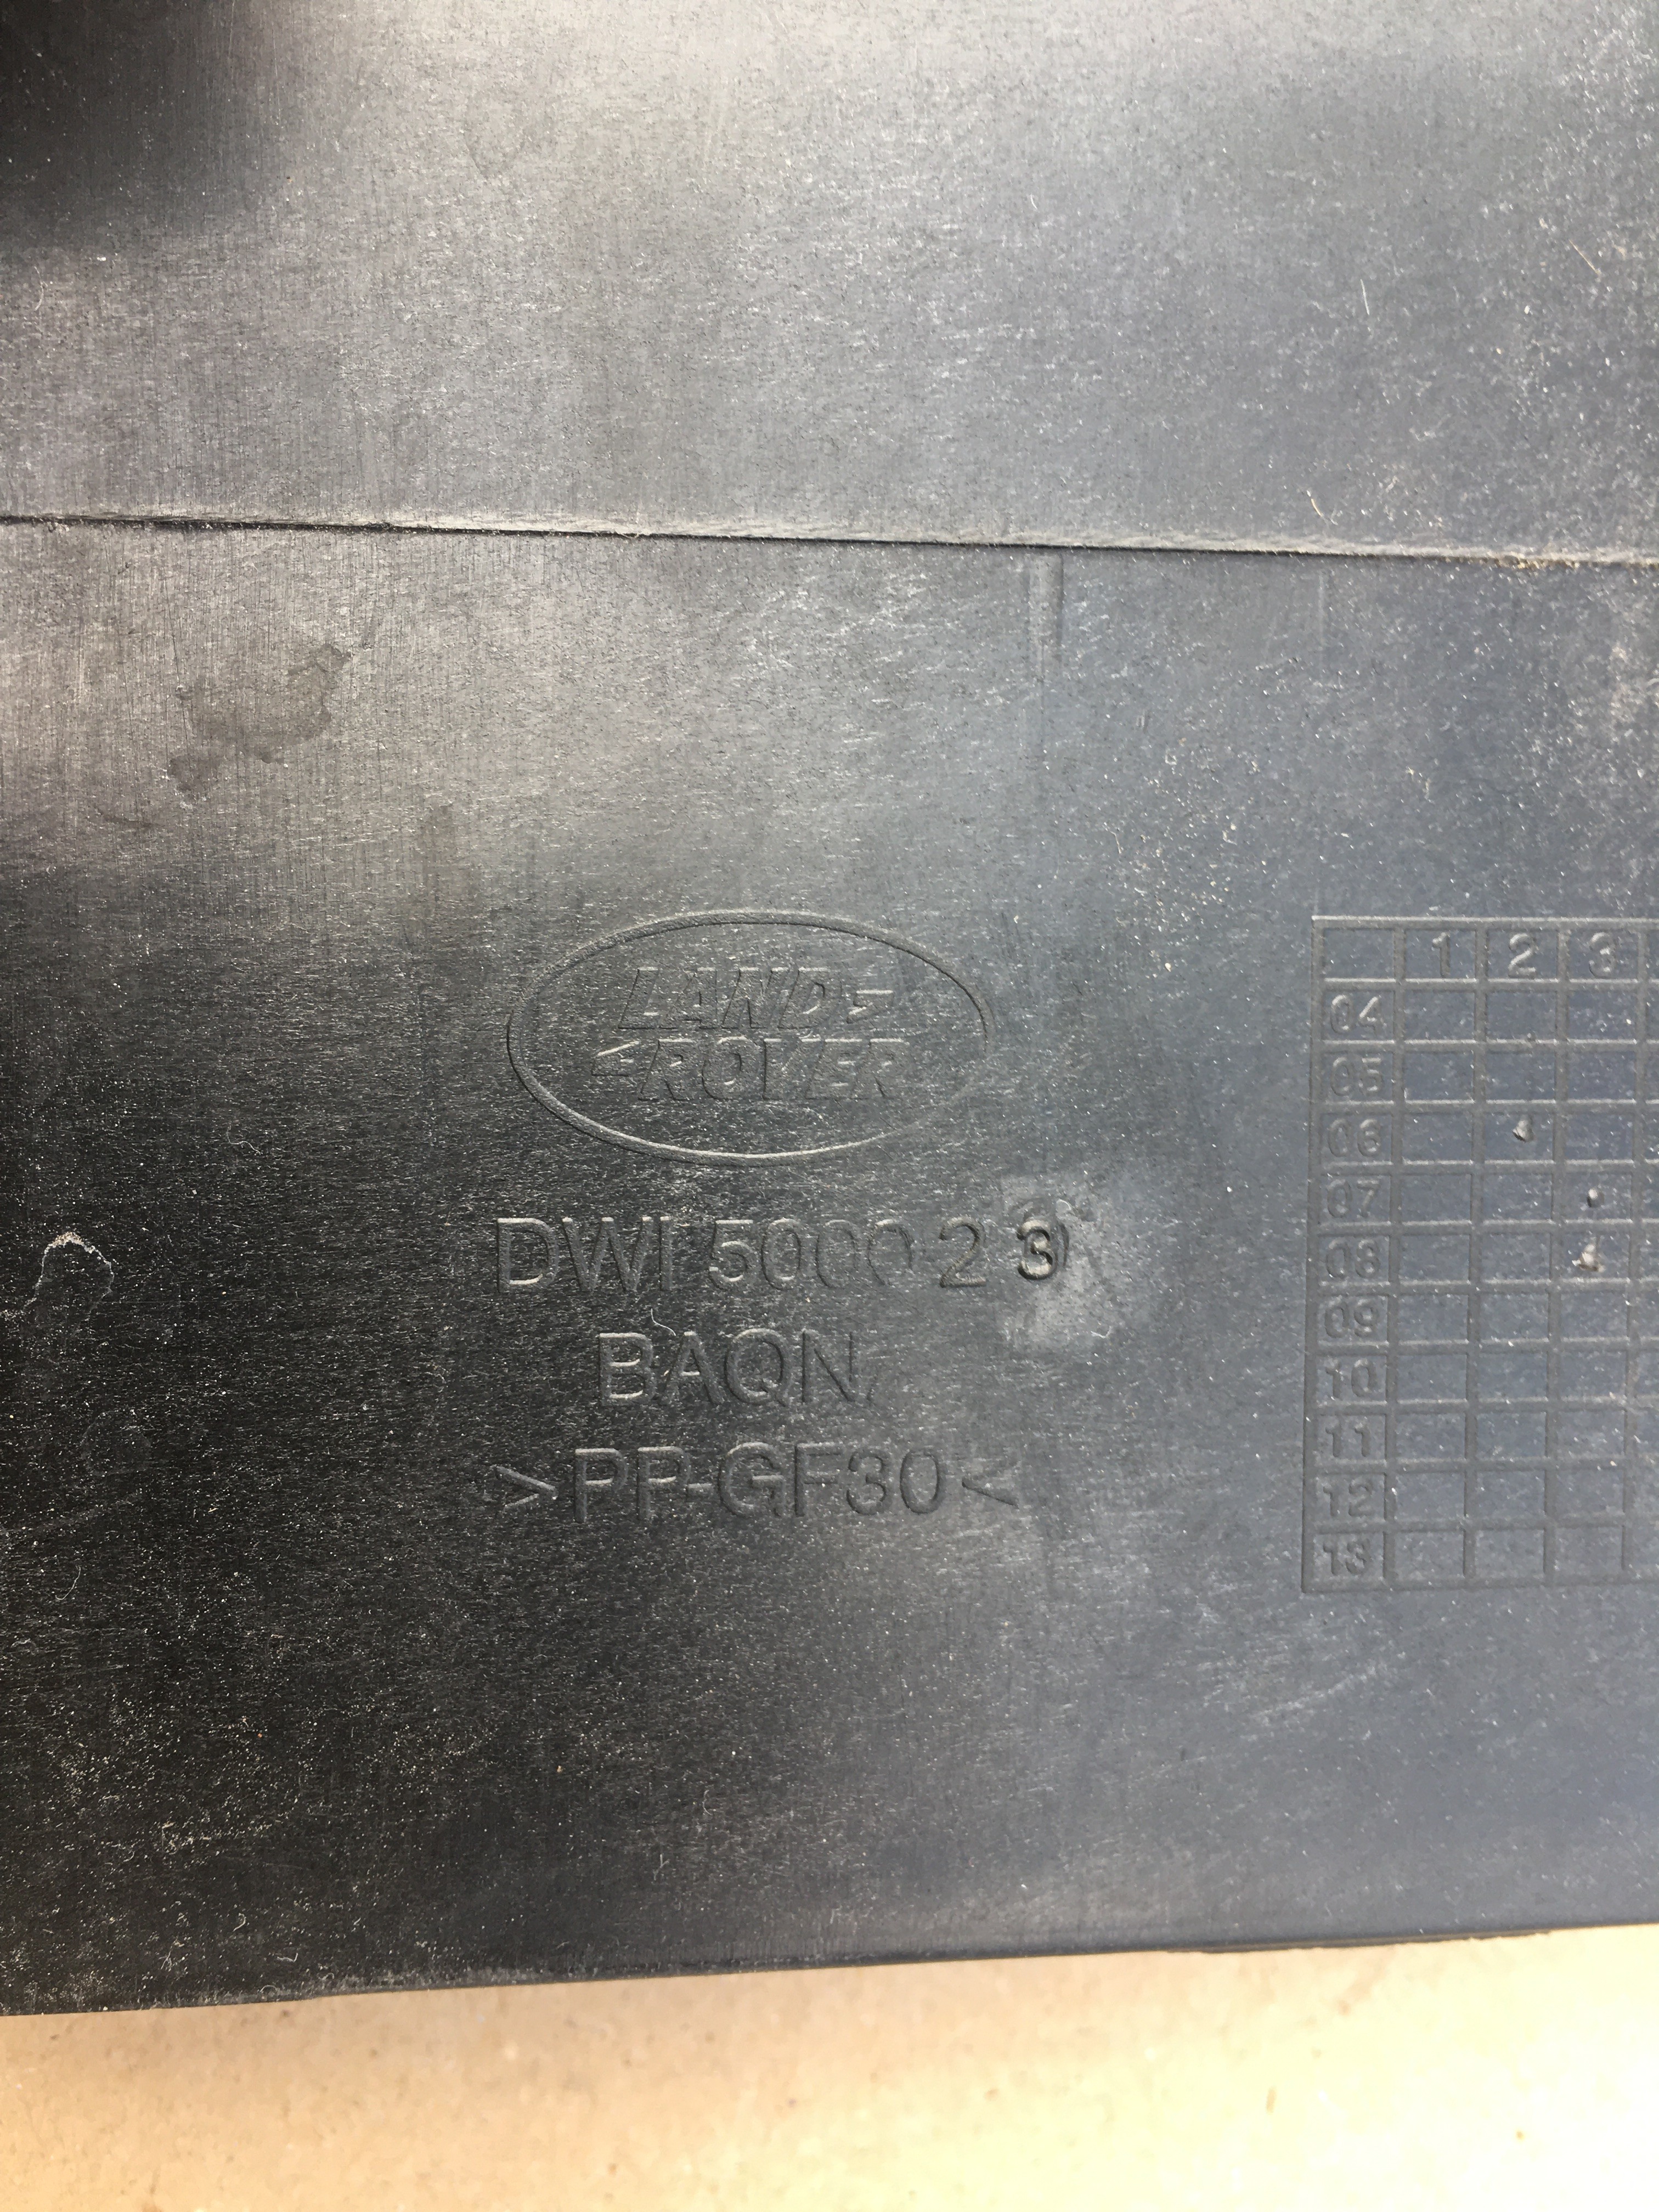 LAND
ROVER
DWI 500023
BAQN
>PP-GF30<
1 2 3
04
05
06
07
08
09
10
11
12
13